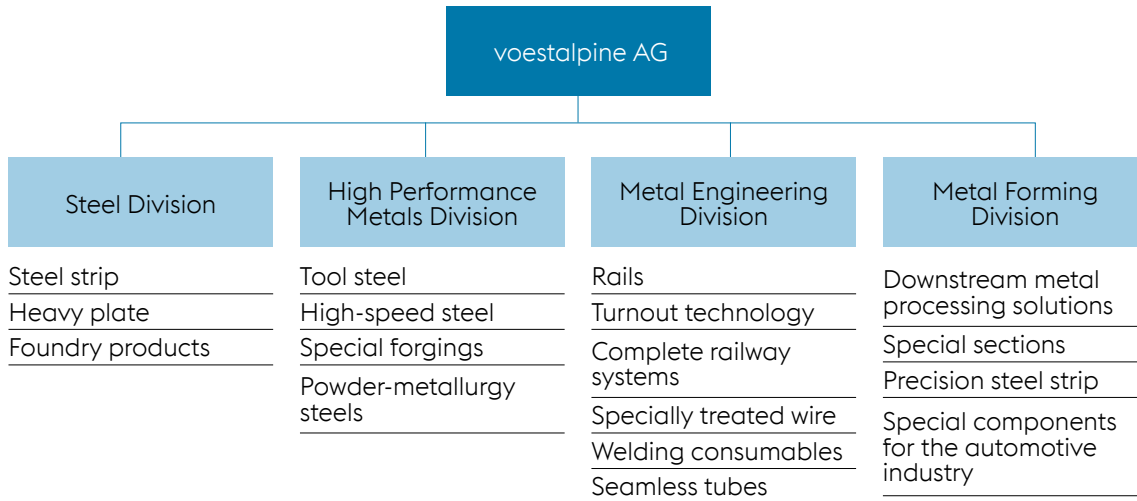 voestalpine AG
Steel Division
Steel strip
Heavy plate
Foundry products
High Performance
Metals Division
Tool steel
High-speed steel
Special forgings
Powder-metallurgy
steels
Metal Engineering
Division
Rails
Turnout technology
Complete railway
systems
Specially treated wire
Welding consumables
Seamless tubes
Metal Forming
Division
Downstream metal
processing solutions
Special sections
Precision steel strip
Special components
for the automotive
industry